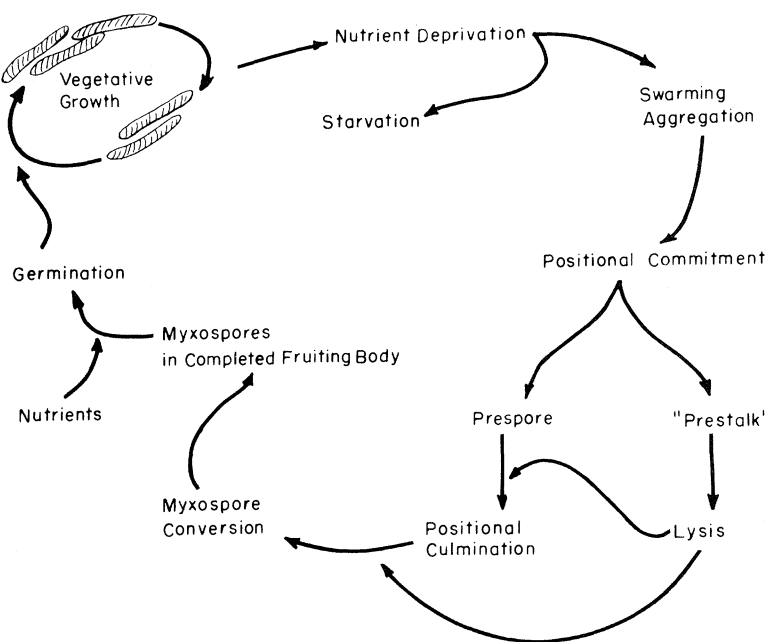 Vegetative
Growth
Nutrient Deprivation
Starvation
Swarming
Aggregation
Positional Commitment
Germination
Myxospores
in Completed Fruiting Body
Nutrients
Prespore
"Prestalk'
Myxospore
Conversion
Positional
Culmination
Lysis